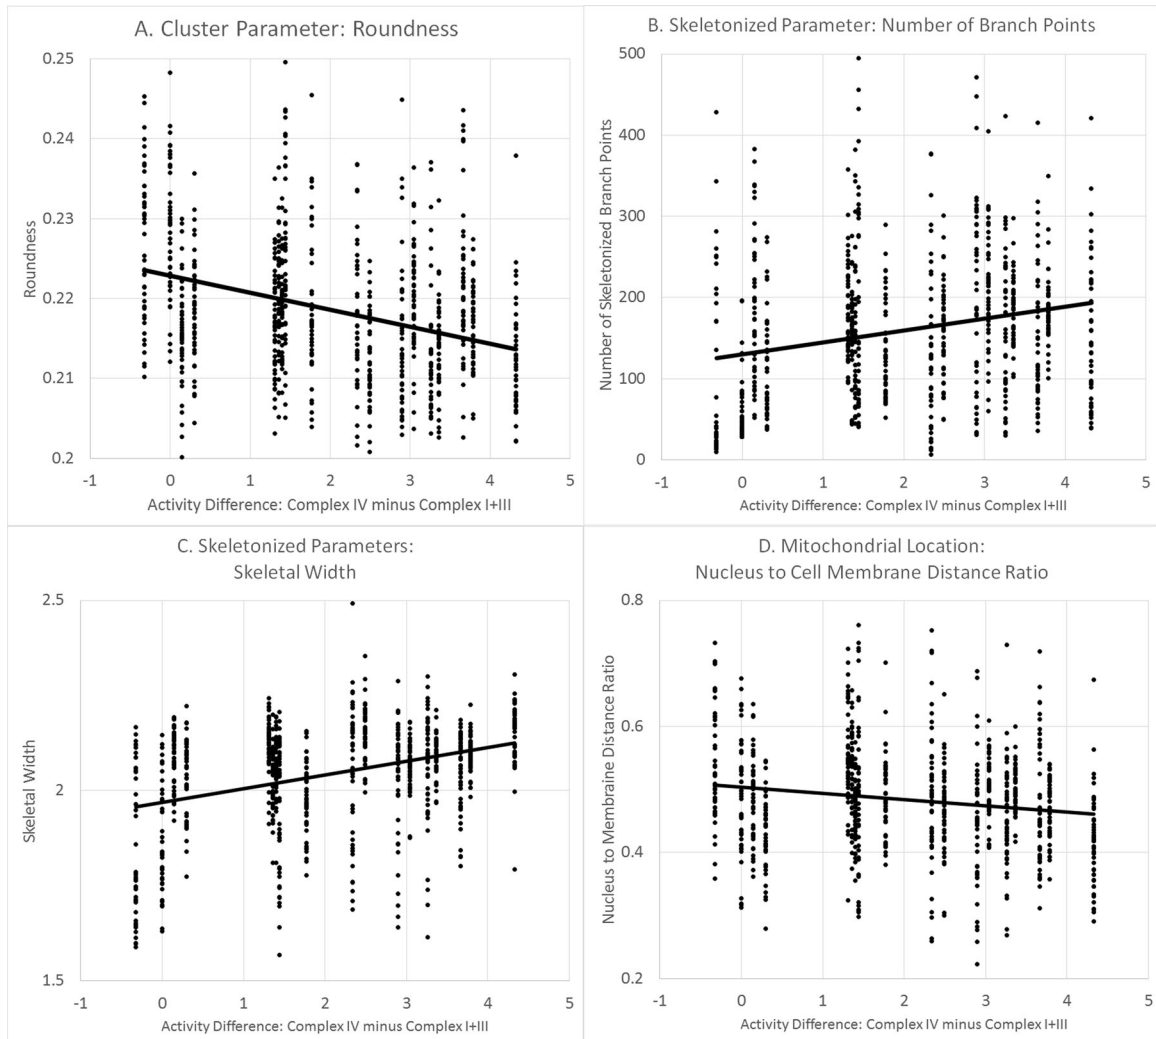 A. Cluster Parameter: Roundness
0.25
0.24
0.23
0.22
0.21
0.2
Roundness
-1 0 1 2 3 4 5
Activity Difference: Complex IV minus Complex I+III
B. Skeletonized Parameter: Number of Branch Points
500
400
300
200
100
0
Number of Skeletonized Branch Points
-1 0 1 2 3 4 5
Activity Difference: Complex IV minus Complex I+III
C. Skeletonized Parameters:
Skeletal Width
2.5
2
1.5
Skeletal Width
-1 0 1 2 3 4 5
Activity Difference: Complex IV minus Complex I+III
D. Mitochondrial Location:
Nucleus to Cell Membrane Distance Ratio
0.8
0.6
0.4
0.2
Nucleus to Membraine Distance Ratio
-1 0 1 2 3 4 5
Activity Difference: Complex IV minus Complex I+III